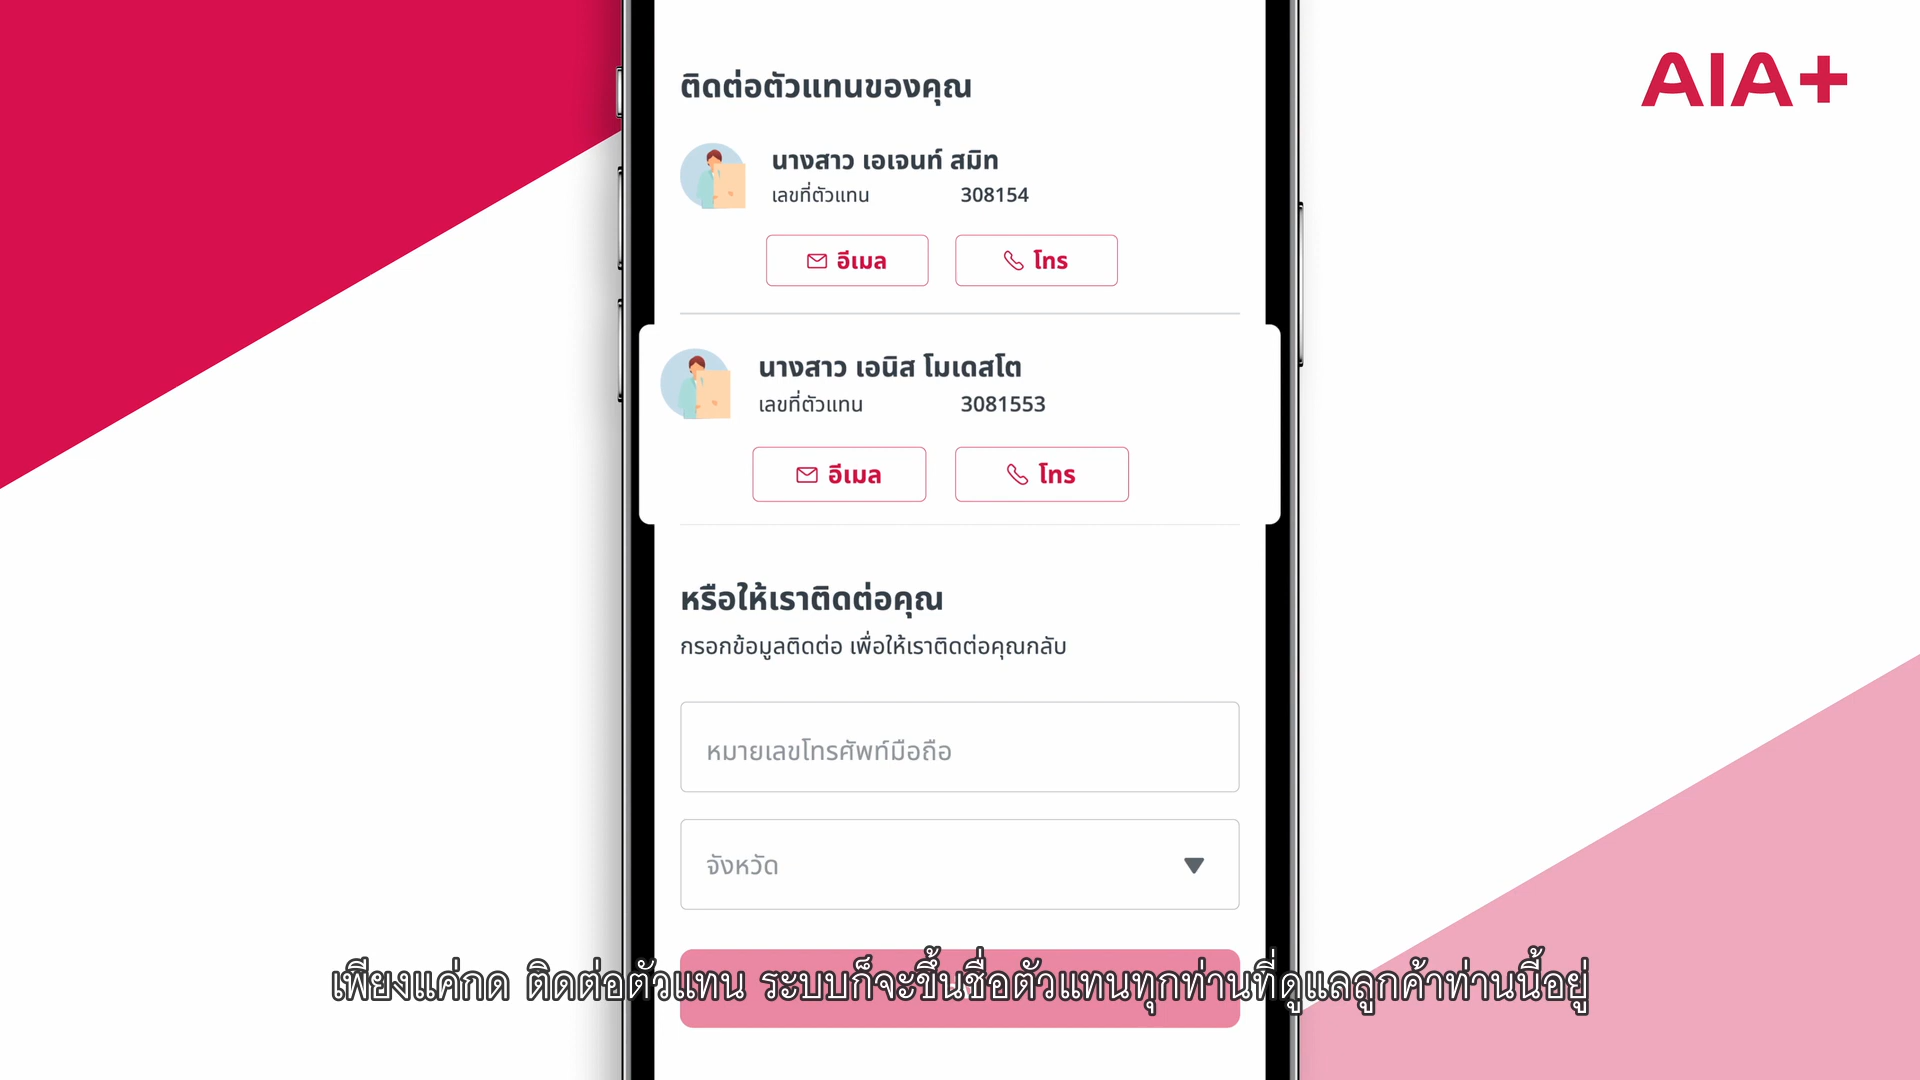 AIA+
ติดต่อตัวแทนของคุณ
นางสาว เอเจนท์ สมิท
เลขที่ตัวแทน 308154
อีเมล โทร
นางสาว เอนิส โมเดสโต
เลขที่ตัวแทน 3081553
อีเมล โทร
หรือให้เราติดต่อคุณ
กรอกข้อมูลติดต่อ เพื่อให้เราติดต่อคุณกลับ
หมายเลขโทรศัพท์มือถือ
จังหวัด
เพียงแค่กด ติดต่อตัวแทน ระบบก็จะขึ้นชื่อตัวแทนทุกท่านที่ดูแลลูกค้าท่านนี้อยู่